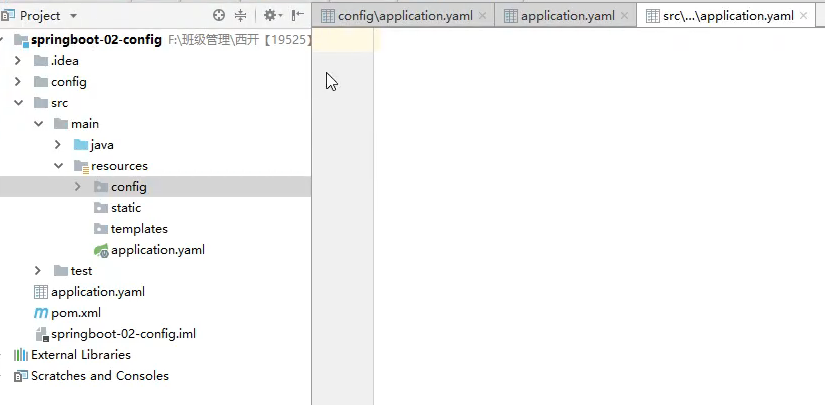 Project
config\application.yaml
application.yaml
src\...\application.yaml
springboot-02-config F:\班级管理\西开【19525】
.idea
config
src
main
java
resources
config
static
templates
application.yaml
test
application.yaml
pom.xml
springboot-02-config.iml
External Libraries
Scratches and Consoles